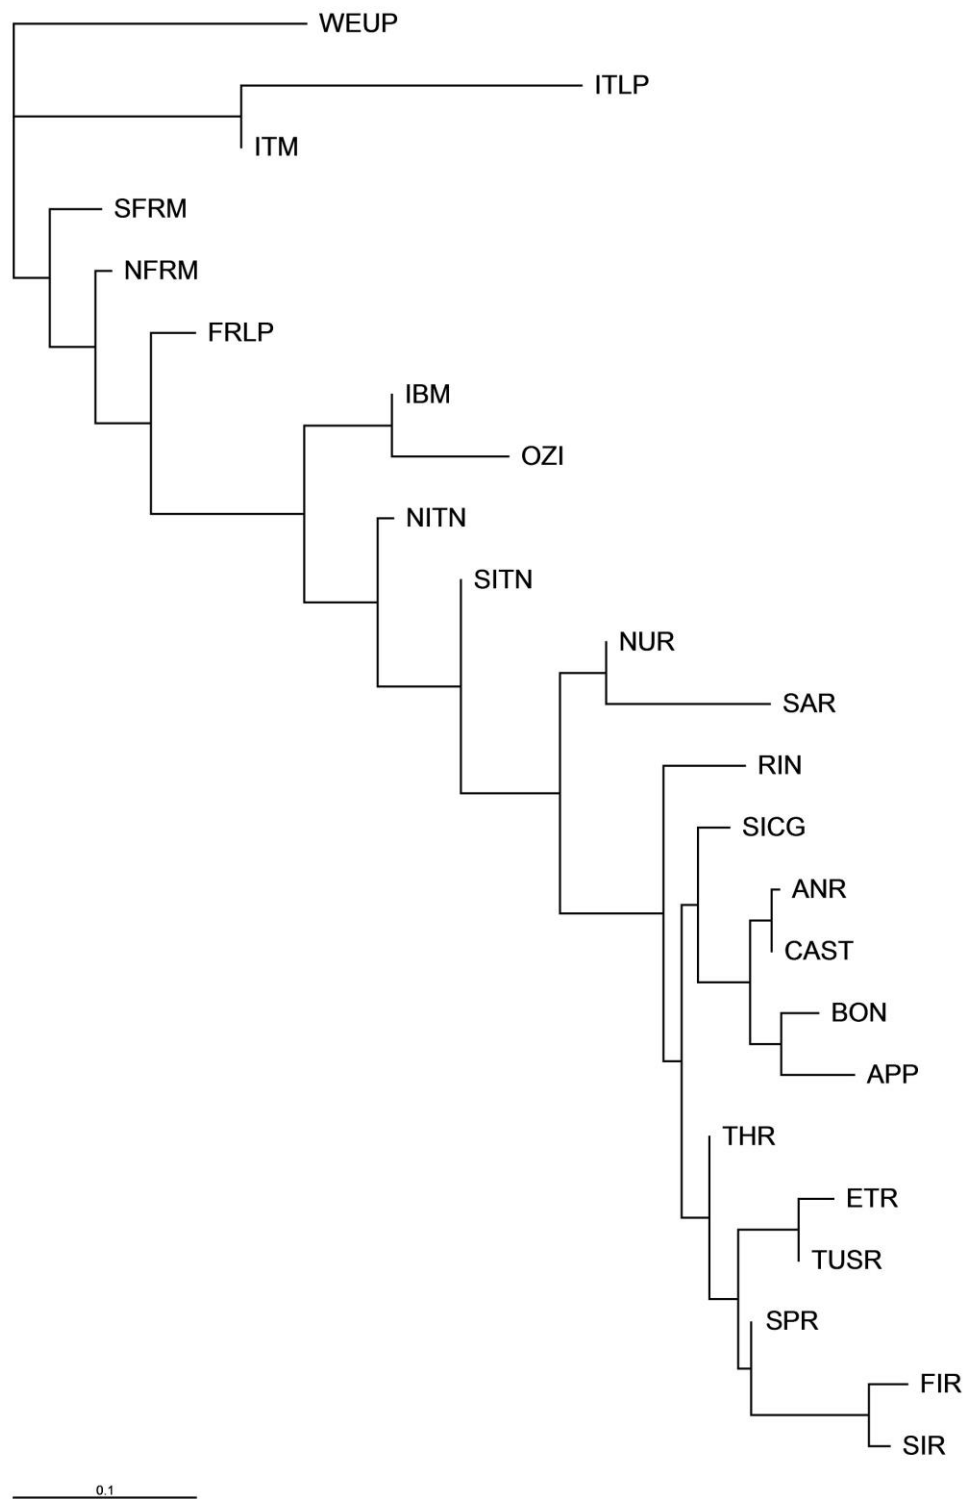 WEUP
ITLP
ITM
SFRM
NFRM
FRLP
IBM
OZI
NITN
SITN
NUR
SAR
RIN
SICG
ANR
CAST
BON
APP
THR
ETR
TUSR
SPR
FIR
SIR
0.1